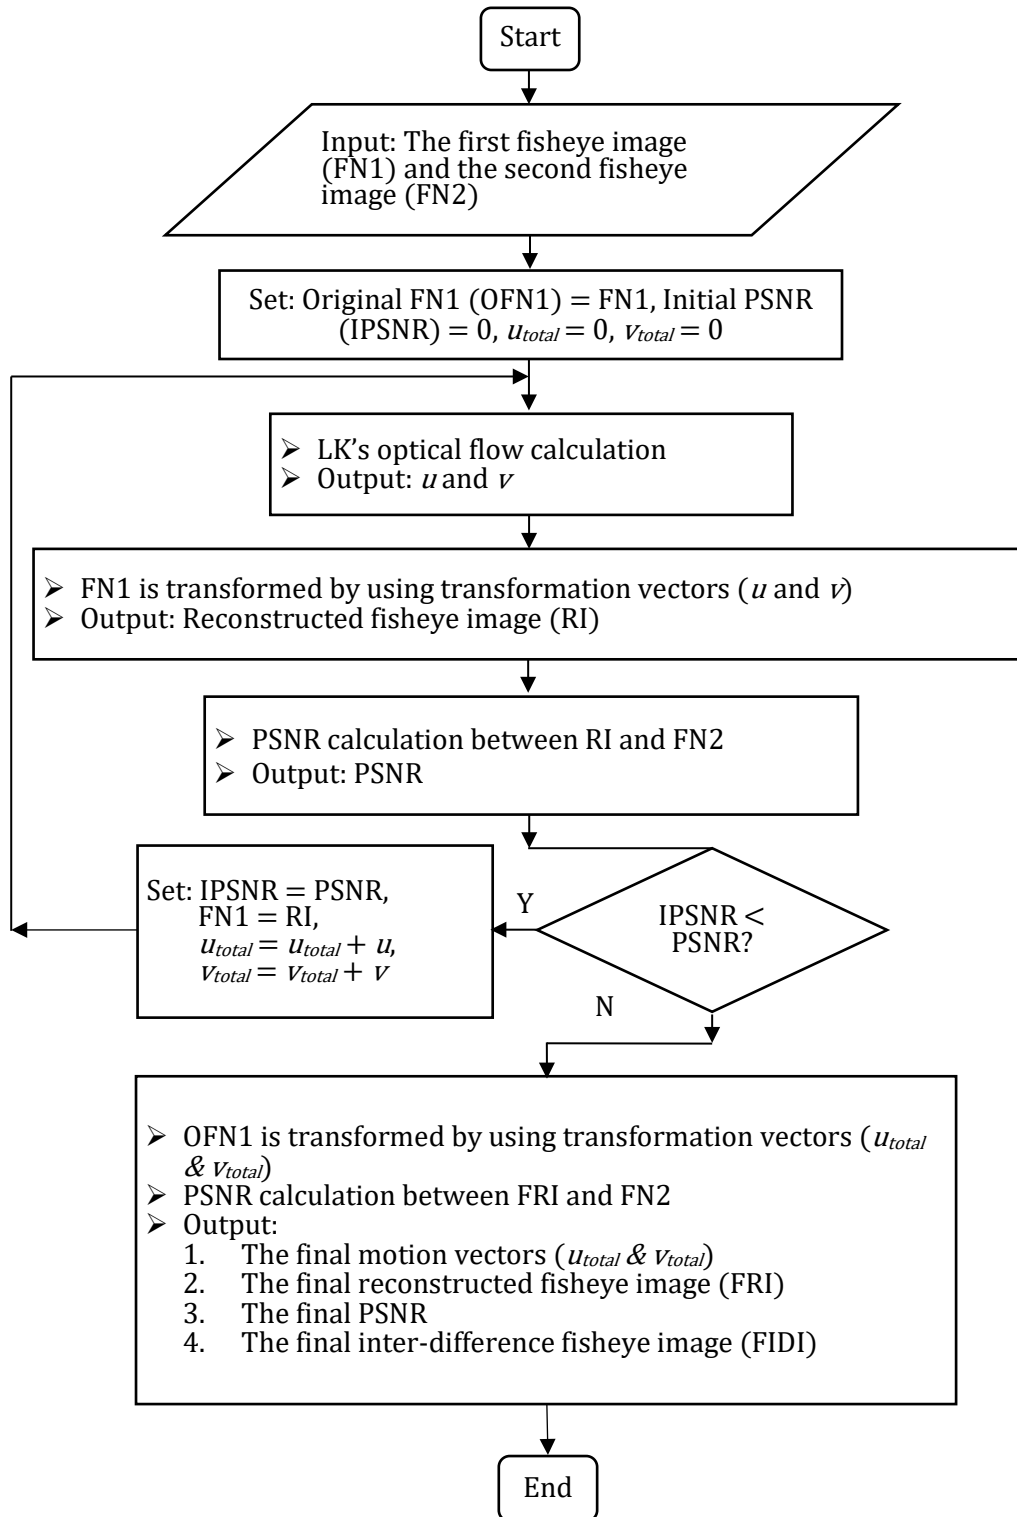 Start
Input: The first fisheye image
(FN1) and the second fisheye
image (FN2)
Set: Original FN1 (OFN1) = FN1, Initial PSNR
(IPSNR) = 0, u_total = 0, v_total = 0
➢ LK’s optical flow calculation
➢ Output: u and v
➢ FN1 is transformed by using transformation vectors (u and v)
➢ Output: Reconstructed fisheye image (RI)
➢ PSNR calculation between RI and FN2
➢ Output: PSNR
IPSNR <
PSNR?
Y
Set: IPSNR = PSNR,
FN1 = RI,
u_total = u_total + u,
v_total = v_total + v
N
➢ OFN1 is transformed by using transformation vectors (u_total
& v_total)
➢ PSNR calculation between FRI and FN2
➢ Output:
1. The final motion vectors (u_total & v_total)
2. The final reconstructed fisheye image (FRI)
3. The final PSNR
4. The final inter-difference fisheye image (FIDI)
End